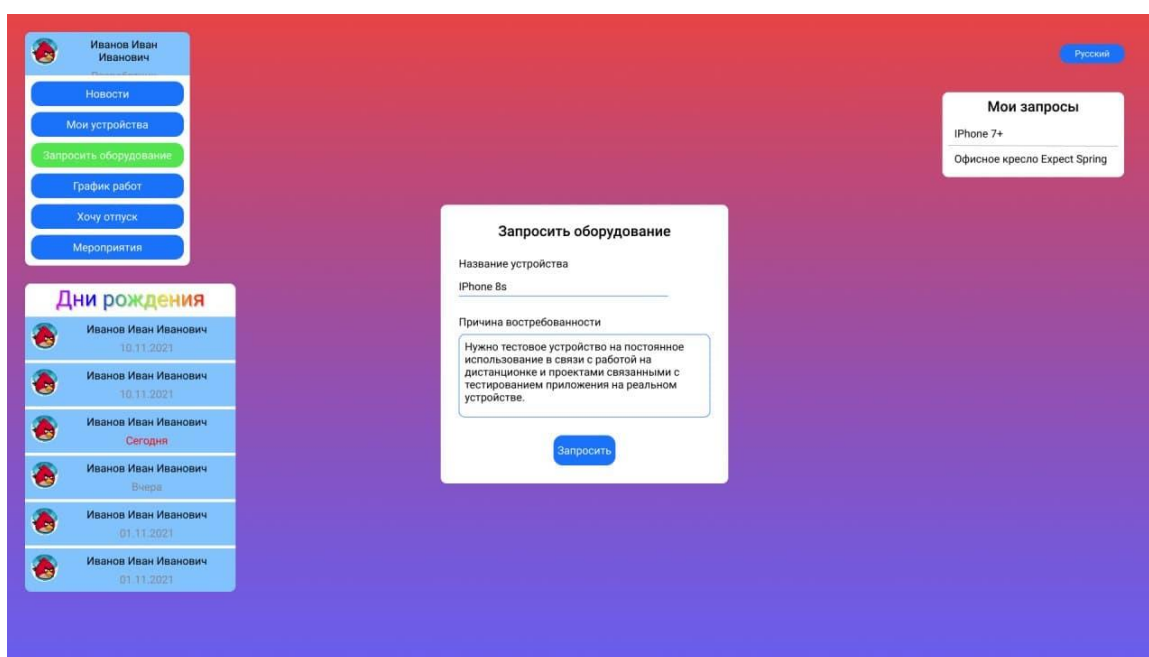 Иванов Иван
Иванович
Новости
Мои устройства
Запросить оборудование
График работ
Хочу отпуск
Мероприятия
Дни рождения
Иванов Иван Иванович
10.11.2021
Иванов Иван Иванович
10.11.2021
Иванов Иван Иванович
Сегодня
Иванов Иван Иванович
Вчера
Иванов Иван Иванович
01.11.2021
Иванов Иван Иванович
01.11.2021
Запросить оборудование
Название устройства
IPhone 8s
Причина востребованности
Нужно тестовое устройство на постоянное
использование в связи с работой на
дистанционке и проектами связанными с
тестированием приложения на реальном
устройстве.
Запросить
Русский
Мои запросы
IPhone 7+
Офисное кресло Expect Spring